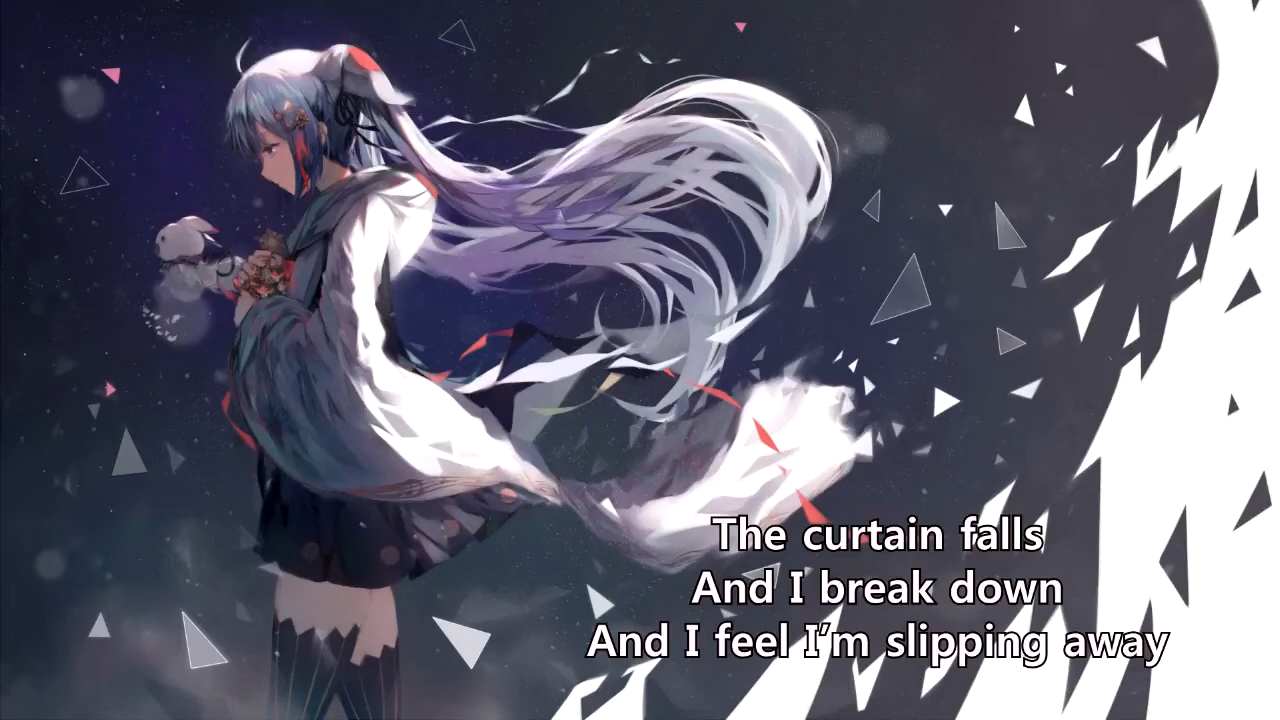 The curtain falls
And I break down
And I feel I’m slipping away